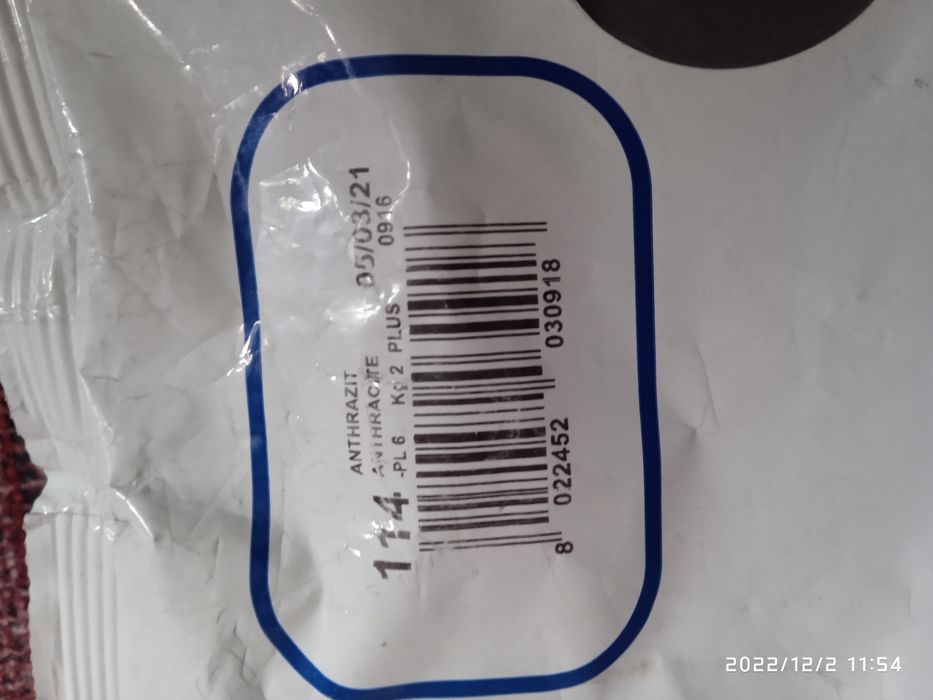 114
ANTHRAZIT 05/03/21
ANTHRACITE 0916
-PL 6 Kg 2 PLUS
8 022452 030918
2022/12/2 11:54